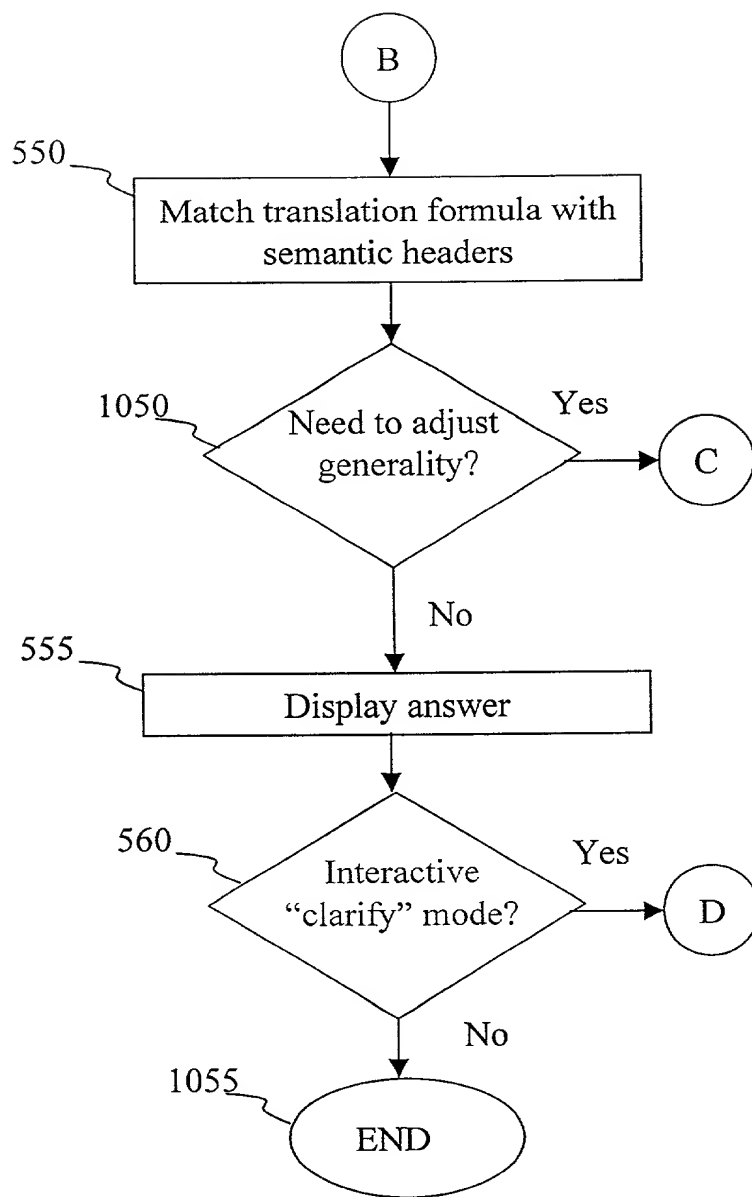 B
550
Match translation formula with
semantic headers
1050
Need to adjust
generality?
Yes
C
No
555
Display answer
560
Interactive
“clarify” mode?
Yes
D
No
1055
END